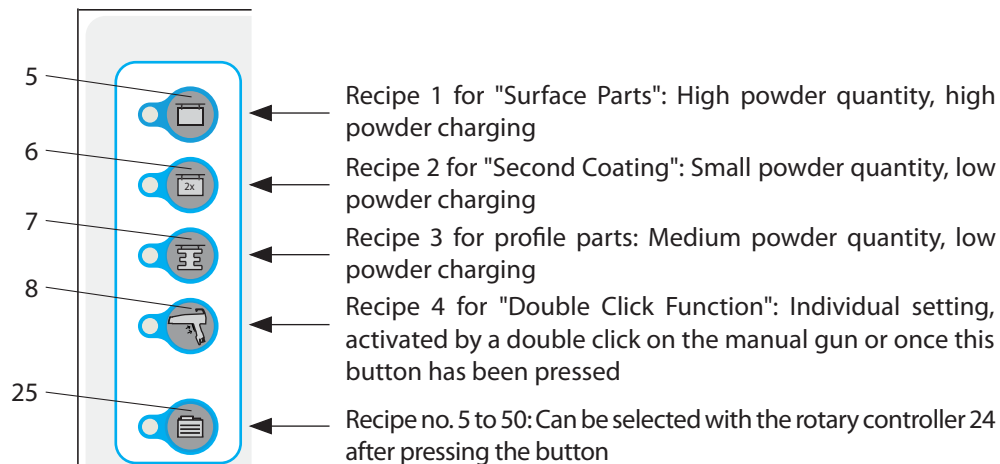 5
Recipe 1 for "Surface Parts": High powder quantity, high
powder charging
6
2x
Recipe 2 for "Second Coating": Small powder quantity, low
powder charging
7
Recipe 3 for profile parts: Medium powder quantity, low
powder charging
8
Recipe 4 for "Double Click Function": Individual setting,
activated by a double click on the manual gun or once this
button has been pressed
25
Recipe no. 5 to 50: Can be selected with the rotary controller 24
after pressing the button